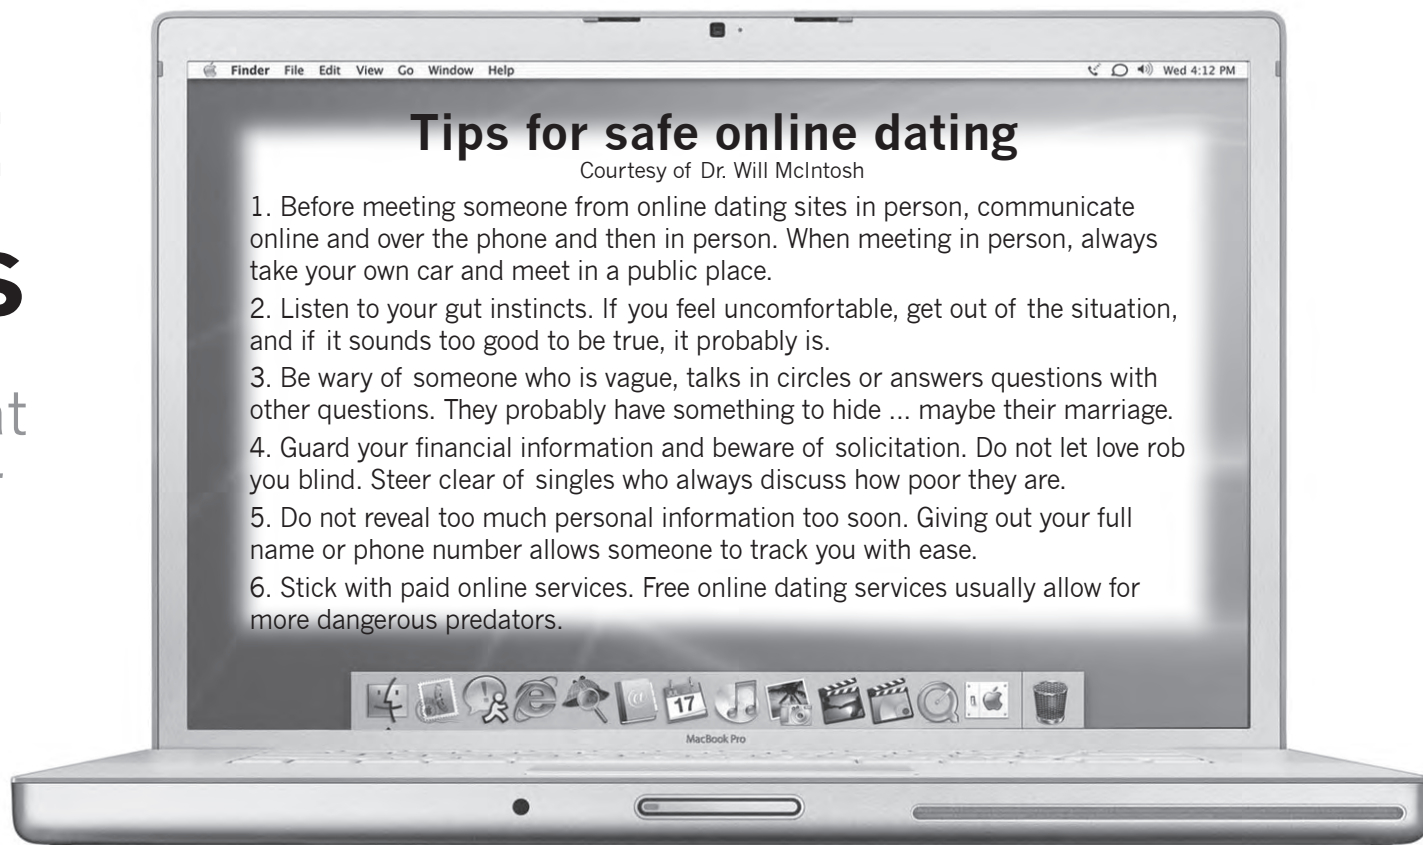 Finder File Edit View Go Window Help
Wed 4:12 PM
Tips for safe online dating
Courtesy of Dr. Will McIntosh
1. Before meeting someone from online dating sites in person, communicate
online and over the phone and then in person. When meeting in person, always
take your own car and meet in a public place.
2. Listen to your gut instincts. If you feel uncomfortable, get out of the situation,
and if it sounds too good to be true, it probably is.
3. Be wary of someone who is vague, talks in circles or answers questions with
other questions. They probably have something to hide ... maybe their marriage.
4. Guard your financial information and beware of solicitation. Do not let love rob
you blind. Steer clear of singles who always discuss how poor they are.
5. Do not reveal too much personal information too soon. Giving out your full
name or phone number allows someone to track you with ease.
6. Stick with paid online services. Free online dating services usually allow for
more dangerous predators.
17
MacBook Pro
s
at